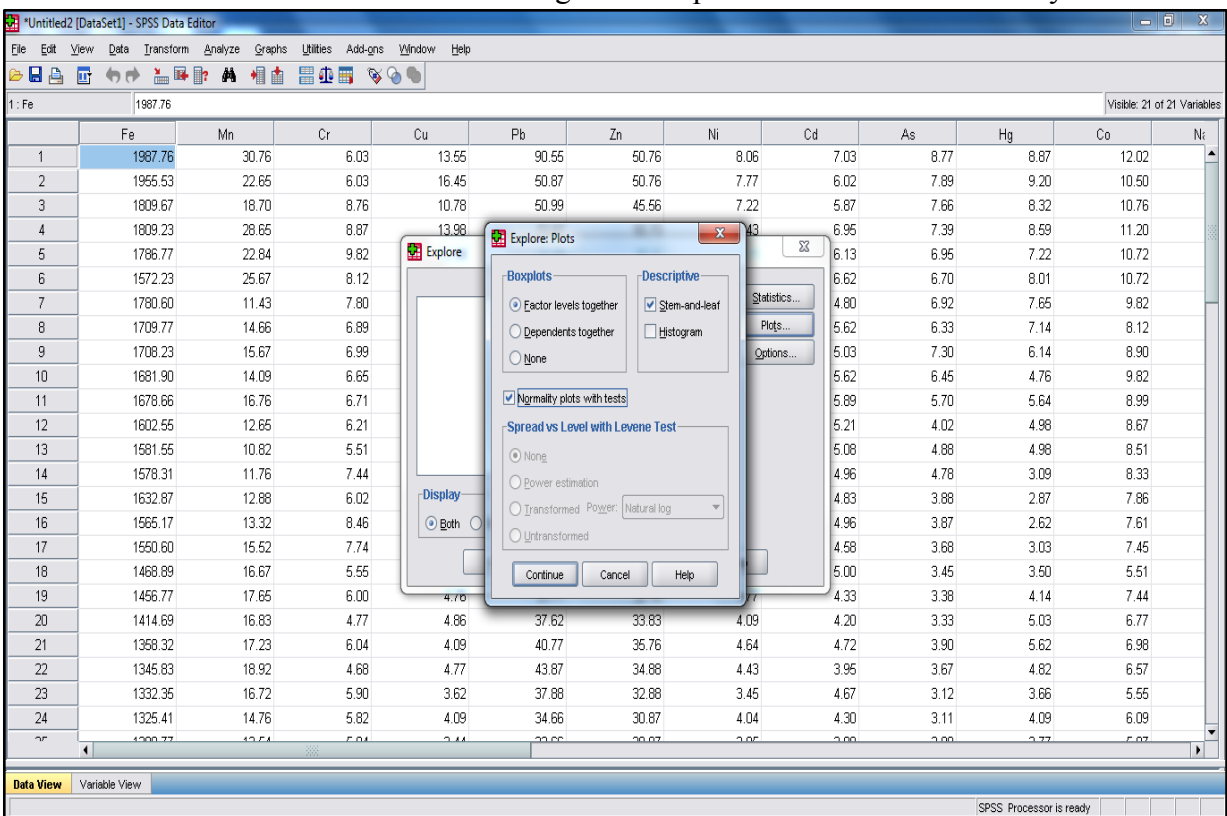 *Untitled2 [DataSet1] - SPSS Data Editor
File Edit View Data Transform Analyze Graphs Utilities Add-ons Window Help
1 : Fe 1987.76 Visible: 21 of 21 Variables
Fe Mn Cr Cu Pb Zn Ni Cd As Hg Co
1 1987.76 30.76 6.03 13.55 90.55 50.76 8.06 7.03 8.77 8.87 12.02
2 1955.53 22.65 6.03 16.45 50.87 50.76 7.77 6.02 7.89 9.20 10.50
3 1809.67 18.70 8.76 10.78 50.99 45.56 7.22 5.87 7.66 8.32 10.76
4 1809.23 28.65 8.87 13.98 43 6.95 7.39 8.59 11.20
5 1786.77 22.84 9.82 6.13 6.95 7.22 10.72
6 1572.23 25.67 8.12 6.62 6.70 8.01 10.72
7 1780.60 11.43 7.80 4.80 6.92 7.65 9.82
8 1709.77 14.66 6.89 5.62 6.33 7.14 8.12
9 1708.23 15.67 6.99 5.03 7.30 6.14 8.90
10 1681.90 14.09 6.65 5.62 6.45 4.76 9.82
11 1678.66 16.76 6.71 5.89 5.70 5.64 8.99
12 1602.55 12.65 6.21 5.21 4.02 4.98 8.67
13 1581.55 10.82 5.51 5.08 4.88 4.98 8.51
14 1578.31 11.76 7.44 4.96 4.78 3.09 8.33
15 1632.87 12.88 6.02 4.83 3.88 2.87 7.86
16 1565.17 13.32 8.46 4.96 3.87 2.62 7.61
17 1550.60 15.52 7.74 4.58 3.68 3.03 7.45
18 1468.89 16.67 5.55 5.00 3.45 3.50 5.51
19 1456.77 17.65 6.00 4.76 4.33 3.38 4.14 7.44
20 1414.69 16.83 4.77 4.86 37.62 33.83 4.09 4.20 3.33 5.03 6.77
21 1358.32 17.23 6.04 4.09 40.77 35.76 4.64 4.72 3.90 5.62 6.98
22 1345.83 18.92 4.68 4.77 43.87 34.88 4.43 3.95 3.67 4.82 6.57
23 1332.35 16.72 5.90 3.62 37.88 32.88 3.45 4.67 3.12 3.66 5.55
24 1325.41 14.76 5.82 4.09 34.66 30.87 4.04 4.30 3.11 4.09 6.09
Explore
Statistics...
Plots...
Options...
Display
Both
Explore: Plots
Boxplots
Factor levels together
Dependents together
None
Descriptive
Stem-and-leaf
Histogram
Normality plots with tests
Spread vs Level with Levene Test
None
Power estimation
Transformed Power: Natural log
Untransformed
Continue Cancel Help
Data View Variable View
SPSS Processor is ready